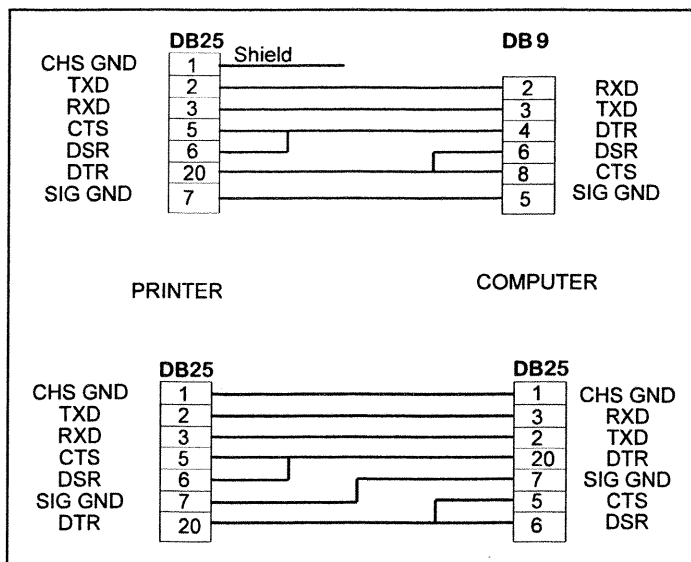 DB25 DB9
CHS GND 1 Shield
TXD 2 2 RXD
RXD 3 3 TXD
CTS 5 4 DTR
DSR 6 6 DSR
DTR 20 8 CTS
SIG GND 7 5 SIG GND
PRINTER COMPUTER
DB25 DB25
CHS GND 1 1 CHS GND
TXD 2 3 RXD
RXD 3 2 TXD
CTS 5 20 DTR
DSR 6 7 SIG GND
SIG GND 7 5 CTS
DTR 20 6 DSR